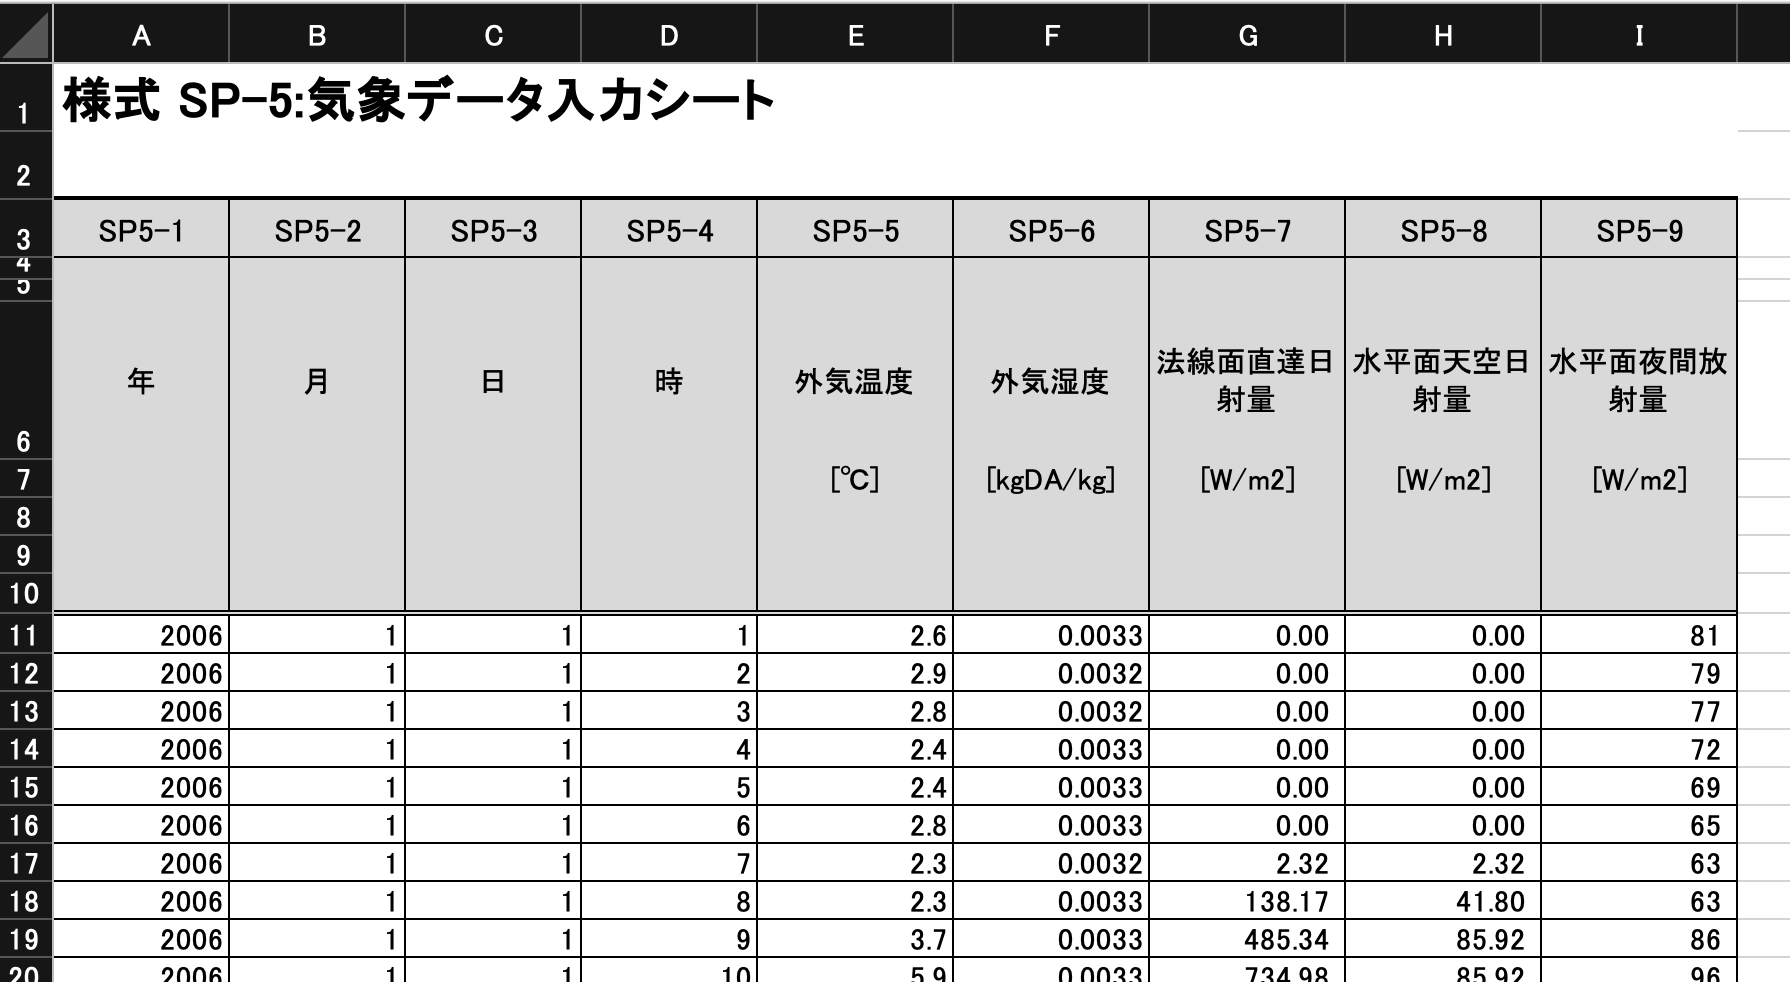 A B C D E F G H I
1 様式 SP-5:気象データ入力シート
2
3 SP5-1 SP5-2 SP5-3 SP5-4 SP5-5 SP5-6 SP5-7 SP5-8 SP5-9
4
5
年 月 日 時 外気温度 外気湿度 法線面直達日射量 水平面天空日射量 水平面夜間放射量
6
7 [℃] [kgDA/kg] [W/m2] [W/m2] [W/m2]
8
9
10
11 2006 1 1 1 2.6 0.0033 0.00 0.00 81
12 2006 1 1 2 2.9 0.0032 0.00 0.00 79
13 2006 1 1 3 2.8 0.0032 0.00 0.00 77
14 2006 1 1 4 2.4 0.0033 0.00 0.00 72
15 2006 1 1 5 2.4 0.0033 0.00 0.00 69
16 2006 1 1 6 2.8 0.0033 0.00 0.00 65
17 2006 1 1 7 2.3 0.0032 2.32 2.32 63
18 2006 1 1 8 2.3 0.0033 138.17 41.80 63
19 2006 1 1 9 3.7 0.0033 485.34 85.92 86
20 2006 1 1 10 5.9 0.0033 734.98 85.92 96